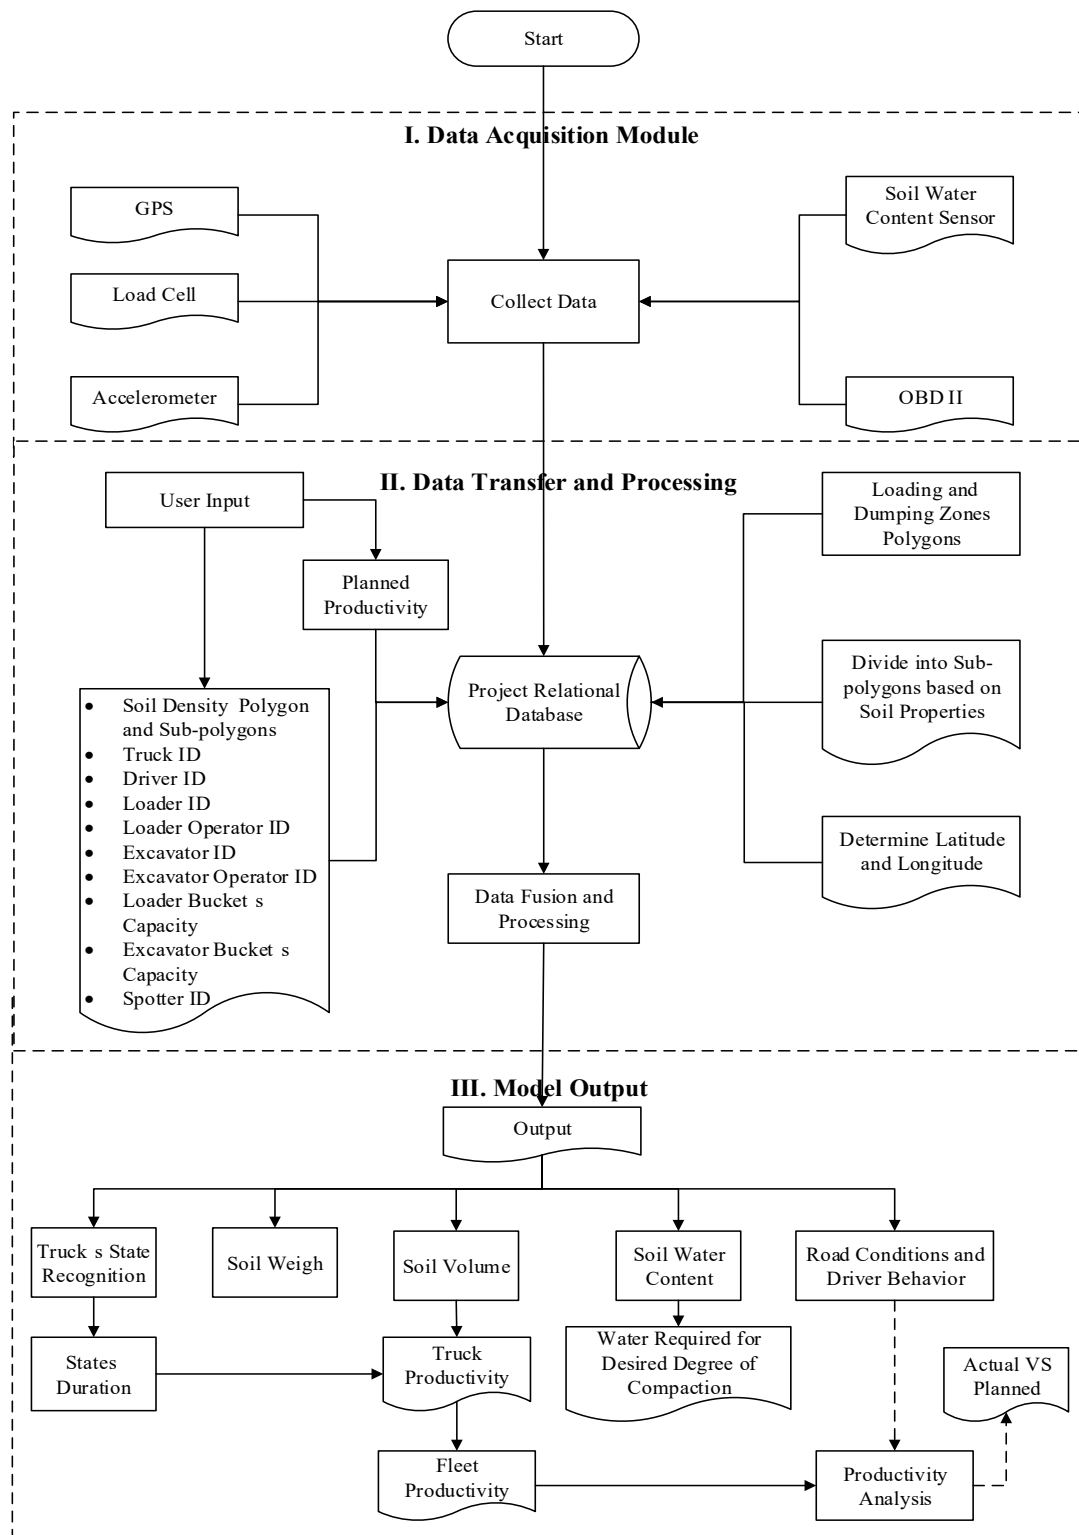 Start
I. Data Acquisition Module
GPS
Load Cell
Accelerometer
Collect Data
Soil Water
Content Sensor
OBD II
II. Data Transfer and Processing
User Input
Planned
Productivity
• Soil Density Polygon
and Sub-polygons
• Truck ID
• Driver ID
• Loader ID
• Loader Operator ID
• Excavator ID
• Excavator Operator ID
• Loader Bucket s
Capacity
• Excavator Bucket s
Capacity
• Spotter ID
Project Relational
Database
Loading and
Dumping Zones
Polygons
Divide into Sub-
polygons based on
Soil Properties
Determine Latitude
and Longitude
Data Fusion and
Processing
III. Model Output
Output
Truck s State
Recognition
Soil Weigh
Soil Volume
Soil Water
Content
Road Conditions and
Driver Behavior
States
Duration
Truck
Productivity
Water Required for
Desired Degree of
Compaction
Actual VS
Planned
Fleet
Productivity
Productivity
Analysis